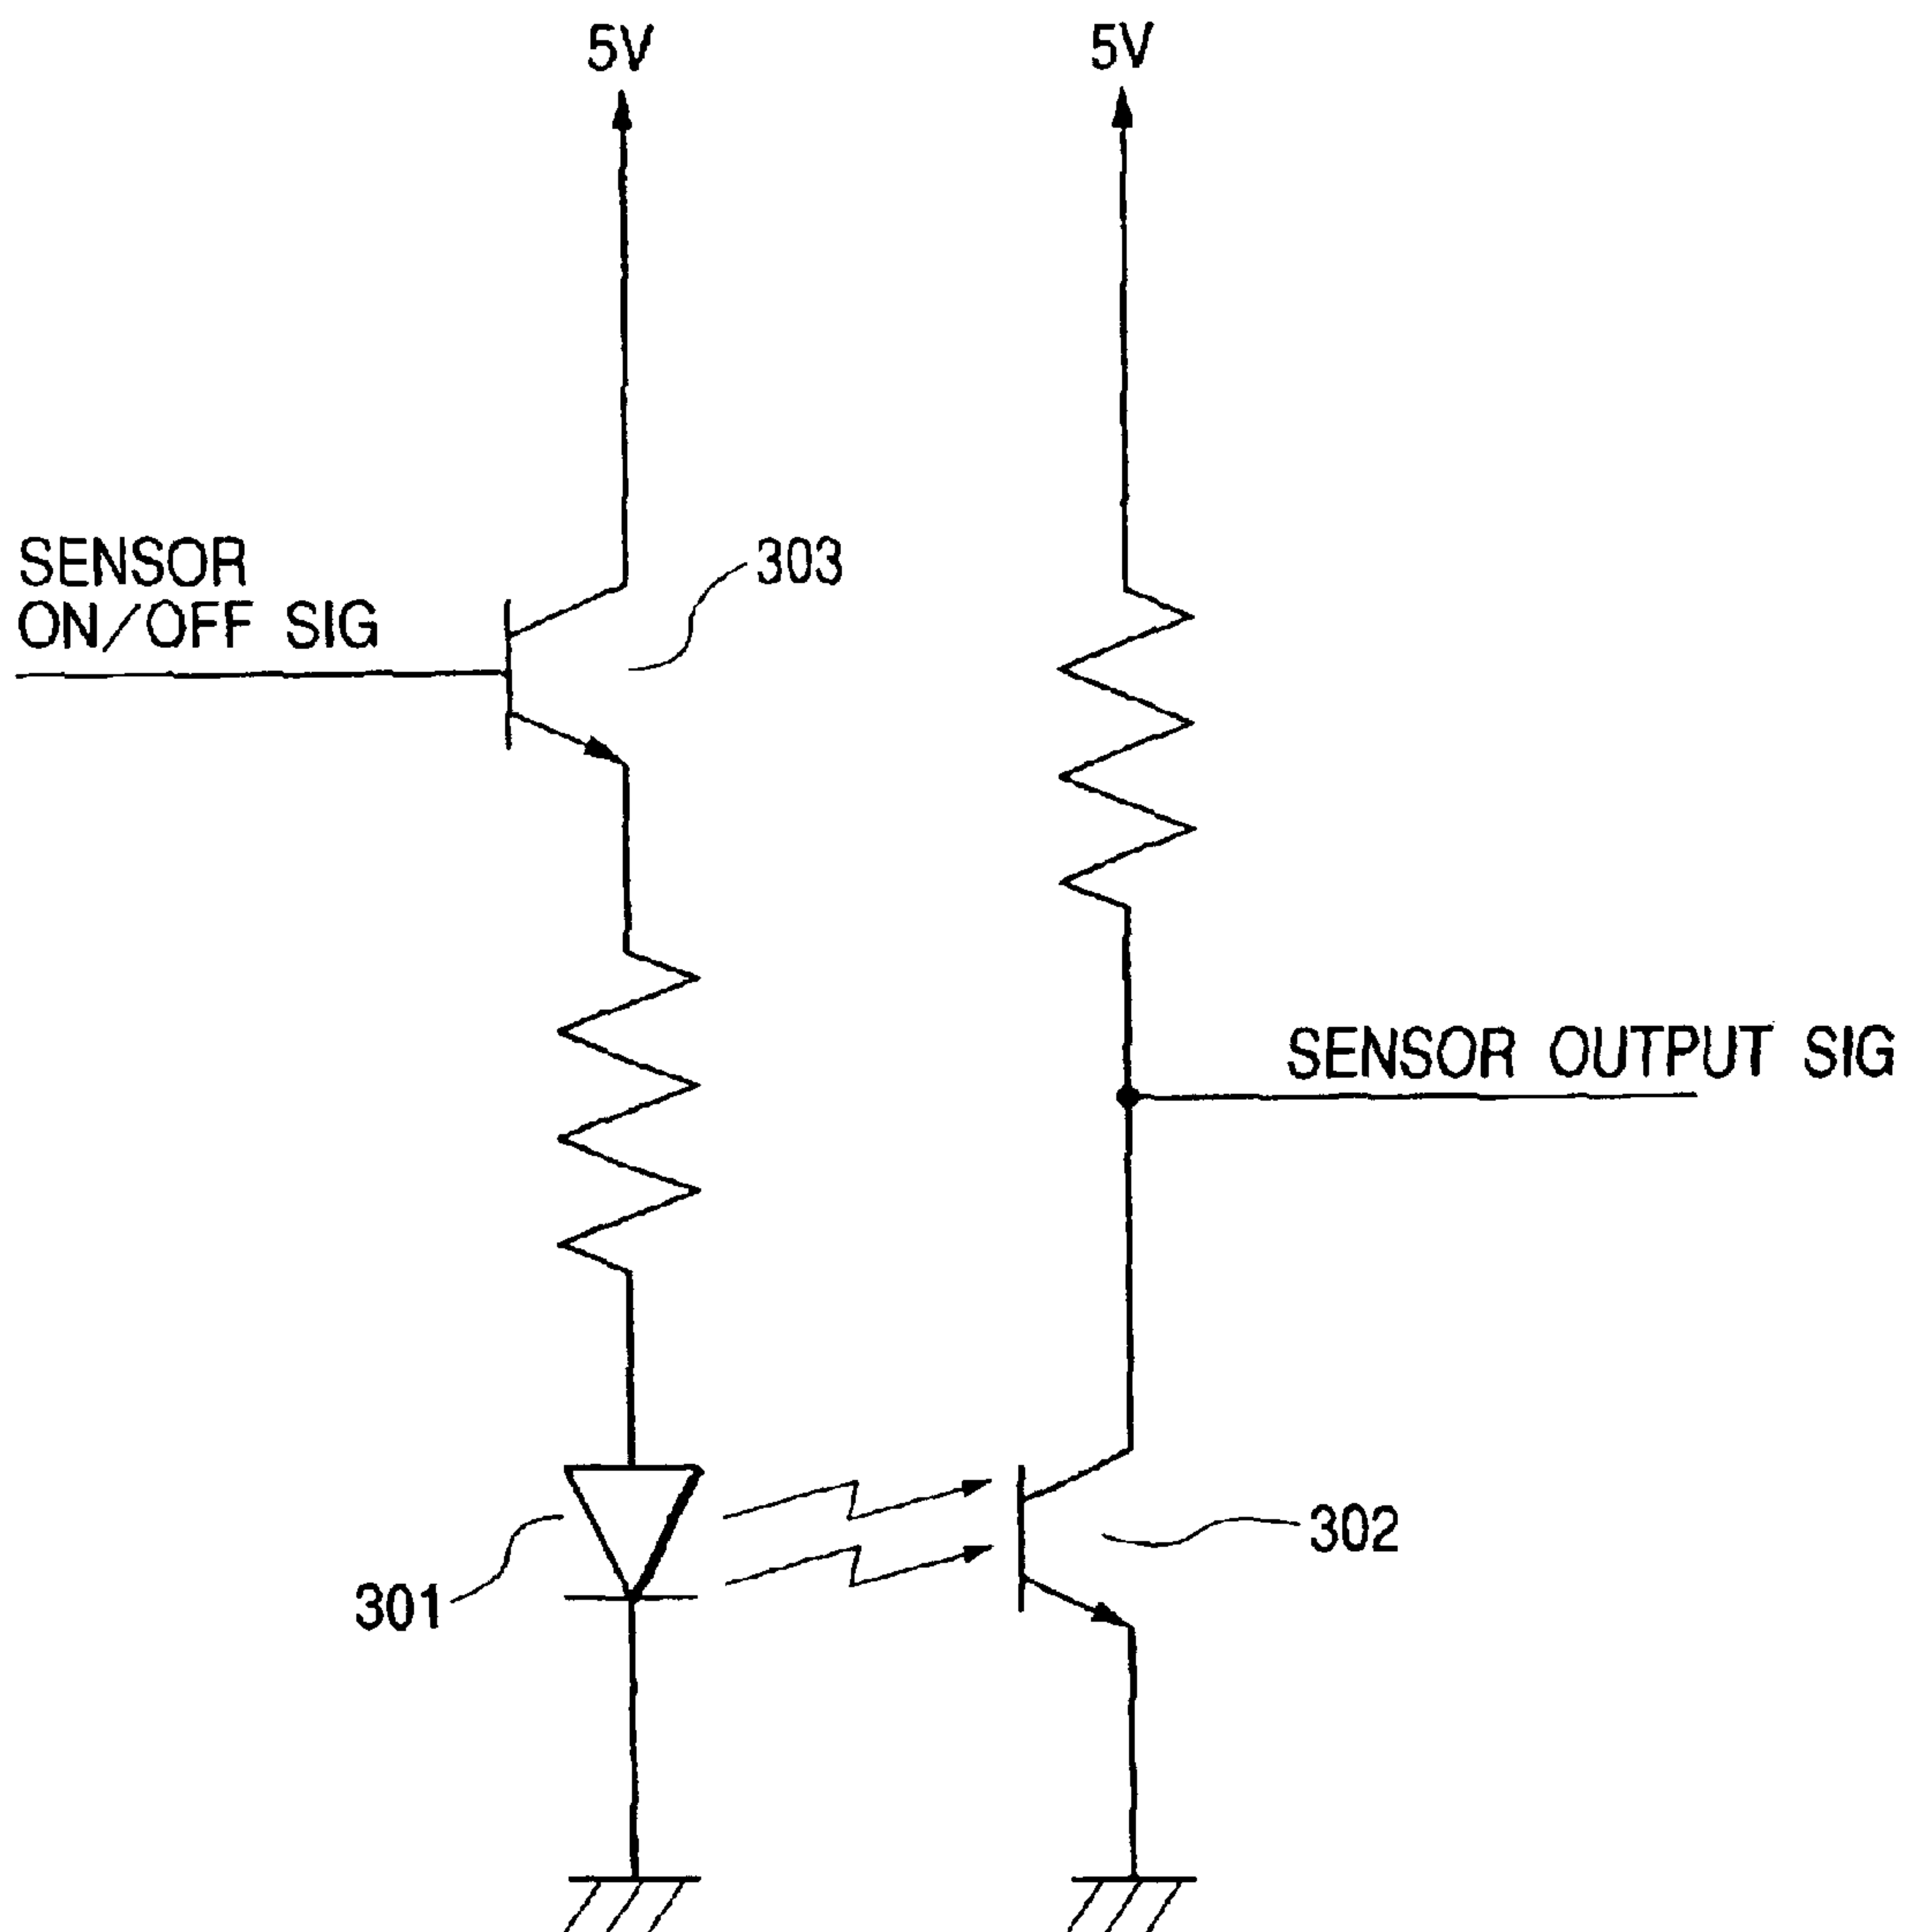 5V
5V
SENSOR
ON/OFF SIG
303
SENSOR OUTPUT SIG
302
301